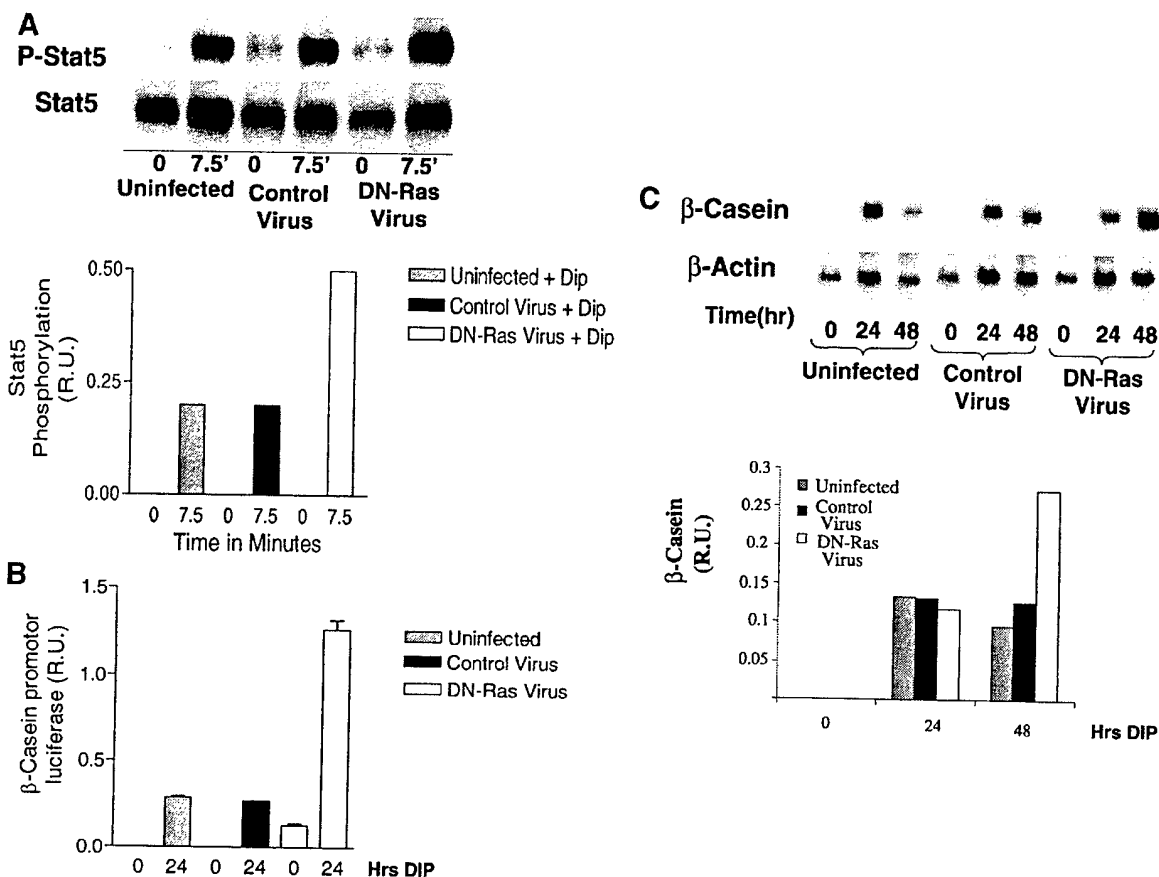 A
P-Stat5
Stat5
0 7.5' 0 7.5' 0 7.5'
Uninfected Control Virus DN-Ras Virus
0.50
0.25
0.00
Stat5 Phosphorylation (R.U.)
Uninfected + Dip
Control Virus + Dip
DN-Ras Virus + Dip
0 7.5 0 7.5 0 7.5
Time in Minutes
B
1.5
1.0
0.5
0.0
β-Casein promotor luciferase (R.U.)
Uninfected
Control Virus
DN-Ras Virus
0 24 0 24 0 24 Hrs DIP
C
β-Casein
β-Actin
Time(hr)
0 24 48 0 24 48 0 24 48
Uninfected Control Virus DN-Ras Virus
0.3
0.25
0.2
0.15
0.1
0.05
β-Casein (R.U.)
Uninfected
Control Virus
DN-Ras Virus
0 24 48 Hrs DIP